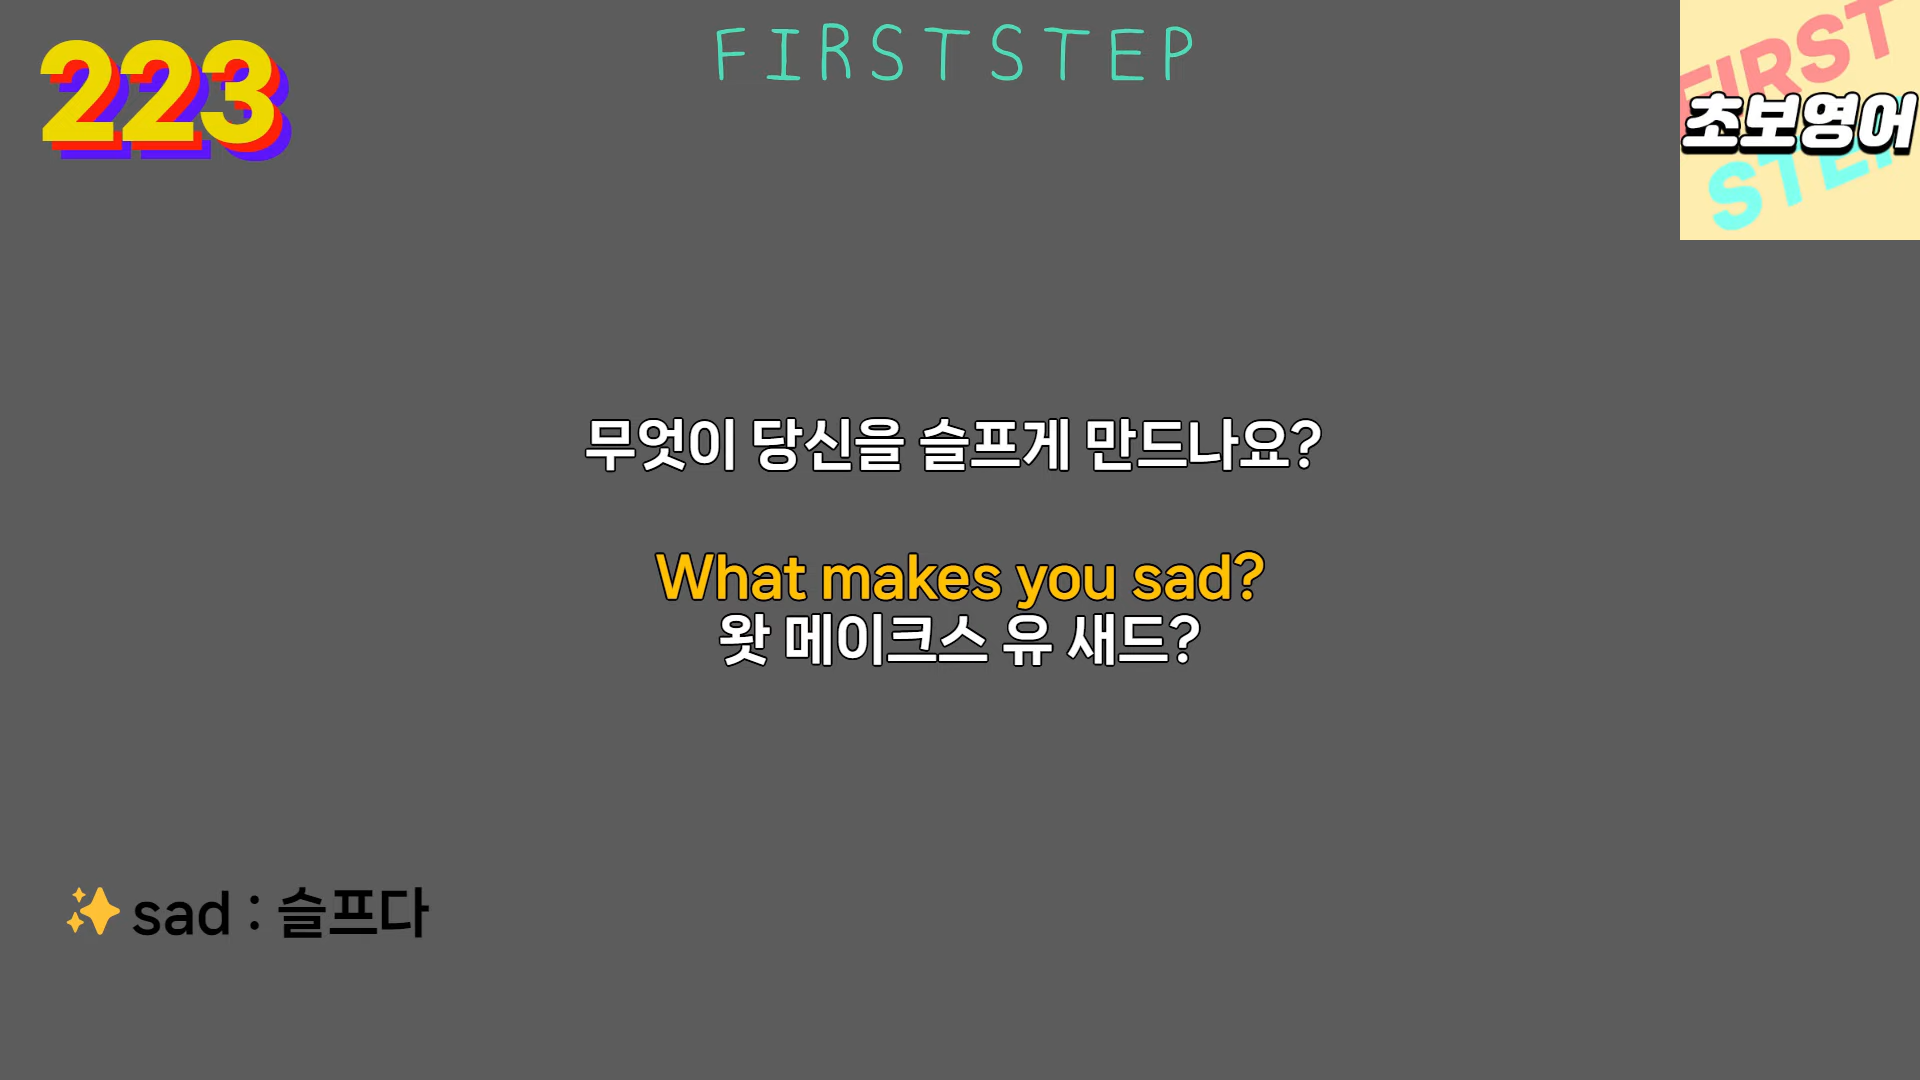 223
FIRSTSTEP
FIRST
초보영어
STEP
무엇이 당신을 슬프게 만드나요?
What makes you sad?
왓 메이크스 유 새드?
✨sad : 슬프다